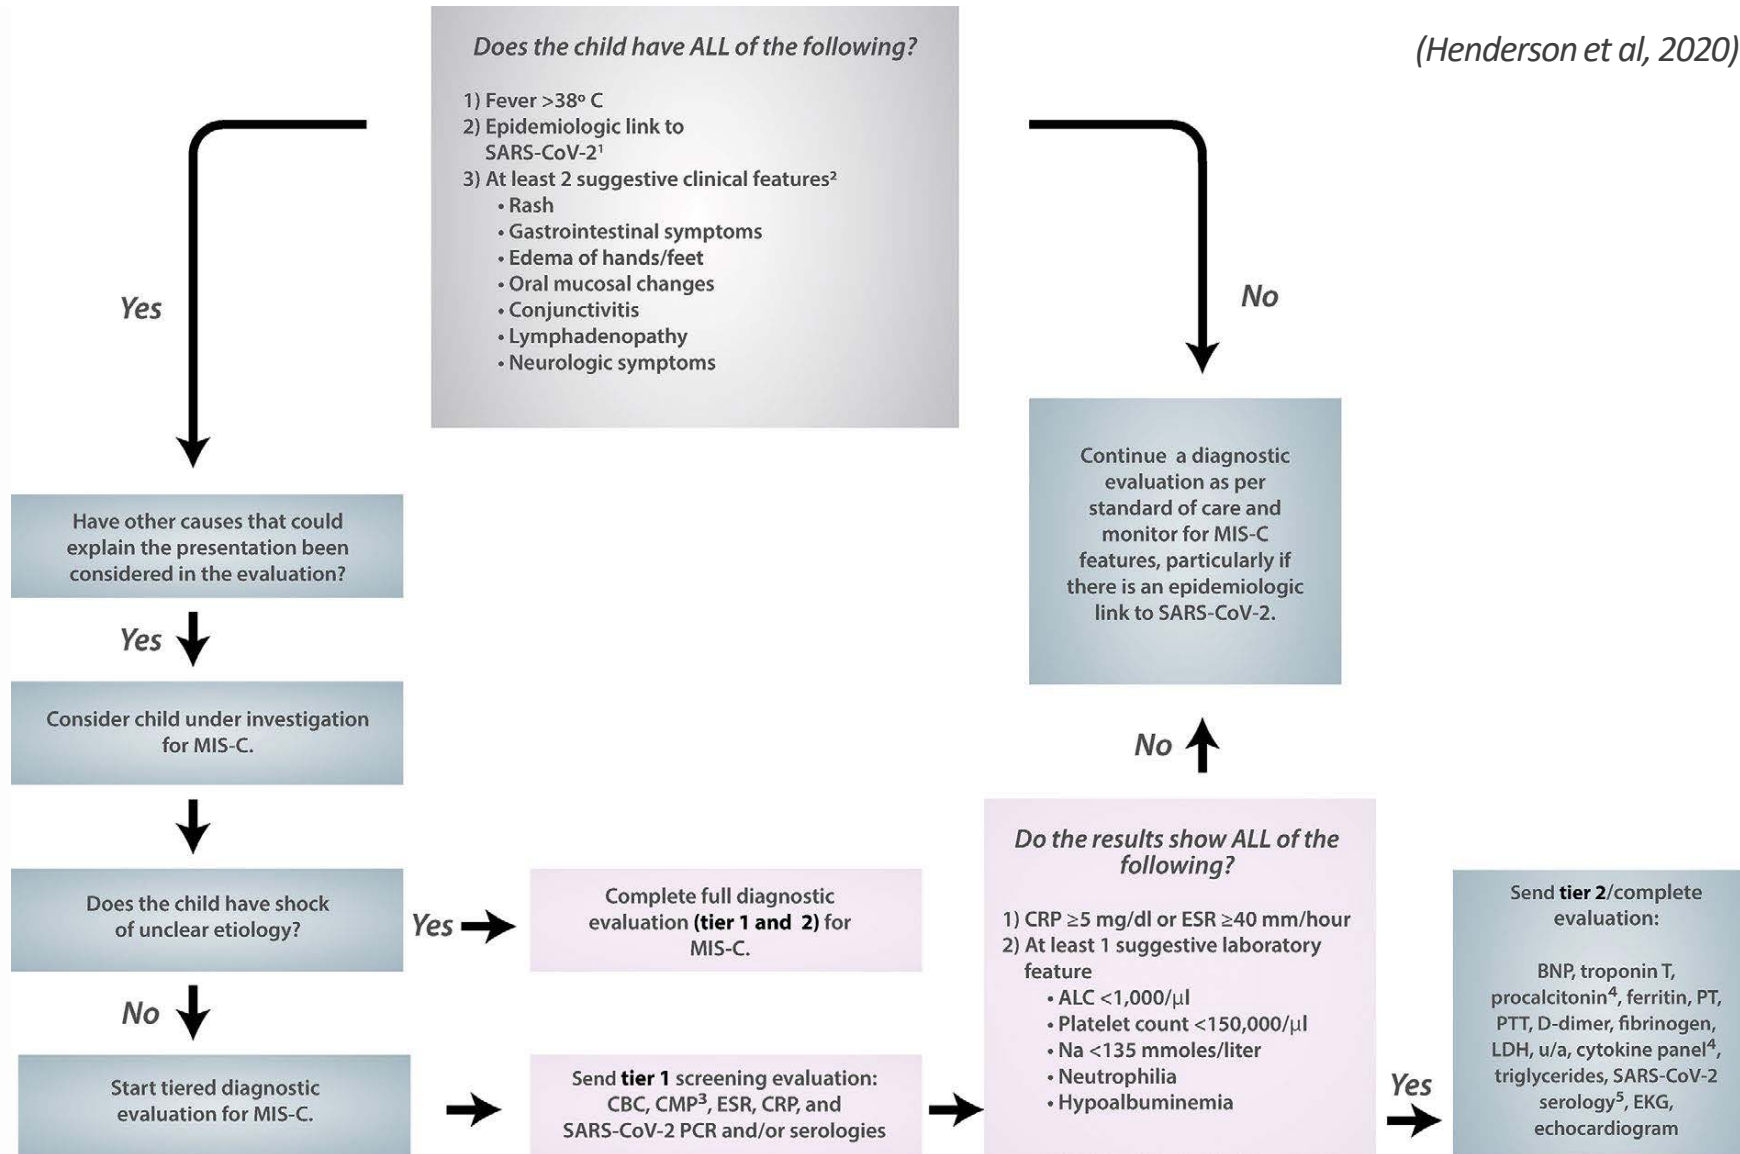 (Henderson et al, 2020)
Does the child have ALL of the following?
1) Fever >38º C
2) Epidemiologic link to
SARS-CoV-2¹
3) At least 2 suggestive clinical features²
• Rash
• Gastrointestinal symptoms
• Edema of hands/feet
• Oral mucosal changes
• Conjunctivitis
• Lymphadenopathy
• Neurologic symptoms
Yes
No
Have other causes that could
explain the presentation been
considered in the evaluation?
Yes
Consider child under investigation
for MIS-C.
Does the child have shock
of unclear etiology?
Yes
Complete full diagnostic
evaluation (tier 1 and 2) for
MIS-C.
No
Start tiered diagnostic
evaluation for MIS-C.
Send tier 1 screening evaluation:
CBC, CMP³, ESR, CRP, and
SARS-CoV-2 PCR and/or serologies
Do the results show ALL of the
following?
1) CRP ≥5 mg/dl or ESR ≥40 mm/hour
2) At least 1 suggestive laboratory
feature
• ALC <1,000/μl
• Platelet count <150,000/μl
• Na <135 mmoles/liter
• Neutrophilia
• Hypoalbuminemia
No
Continue a diagnostic
evaluation as per
standard of care and
monitor for MIS-C
features, particularly if
there is an epidemiologic
link to SARS-CoV-2.
Yes
Send tier 2/complete
evaluation:
BNP, troponin T,
procalcitonin⁴, ferritin, PT,
PTT, D-dimer, fibrinogen,
LDH, u/a, cytokine panel⁴,
triglycerides, SARS-CoV-2
serology⁵, EKG,
echocardiogram